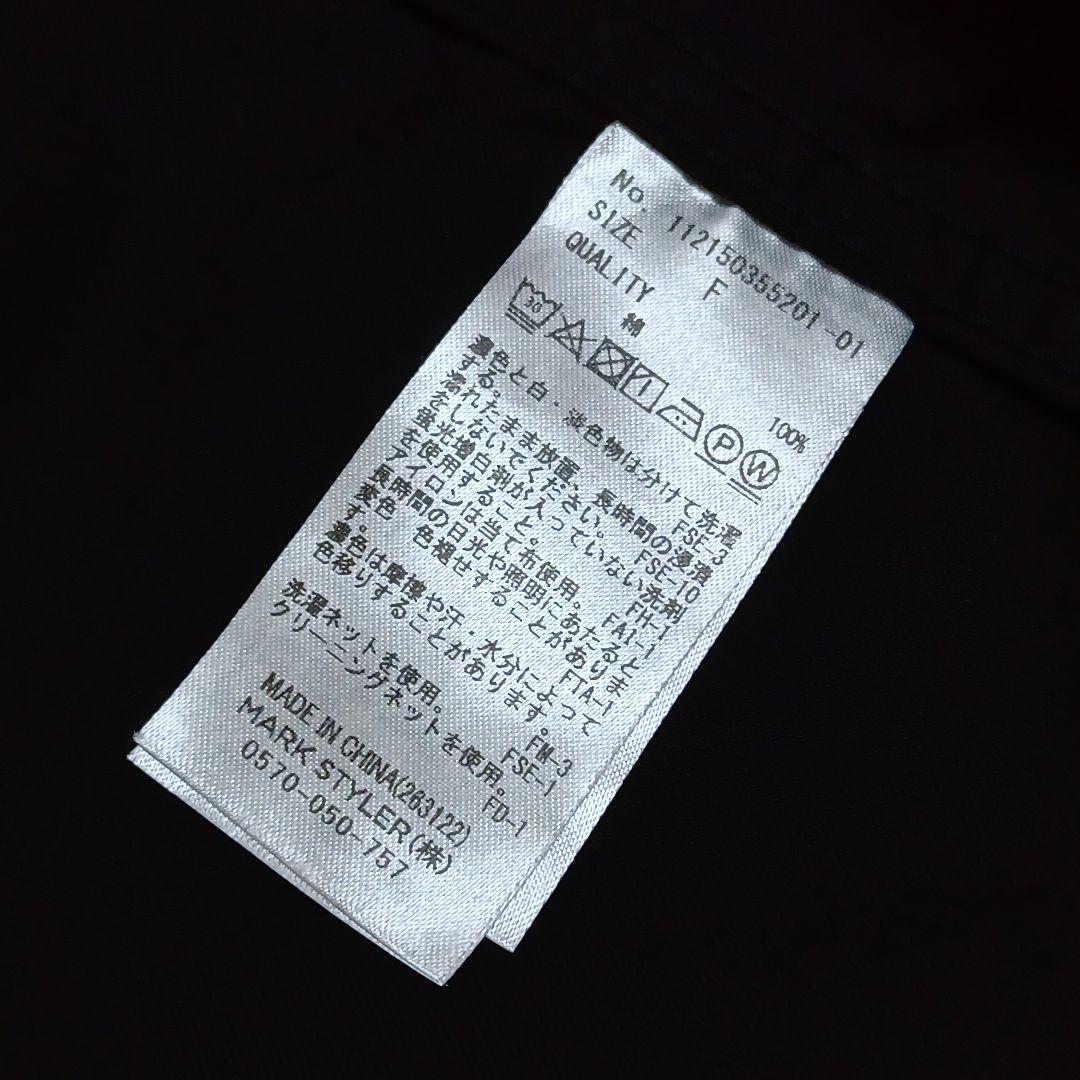 No. 112150355201-01
SIZE F
QUALITY
綿 100%
30 P W
濃色と白・淡色物は分けて洗濯
する。 FSE-3
濡れたまま放置、長時間の浸漬
をしないでください。 FSE-10
蛍光増白剤が入っていない洗剤
を使用すること。 FH-1
アイロンは当て布使用。 FA1-1
長時間の日光や照明にあたると
変色 色褪せすることがありま
す。 FTA-1
濃色は摩擦や汗・水分によって
色移りすることがあります。 FM-3
洗濯ネットを使用。 FSE-1
クリーニングネットを使用。 FD-1
MADE IN CHINA(263122)
MARK STYLER(株)
0570-050-757